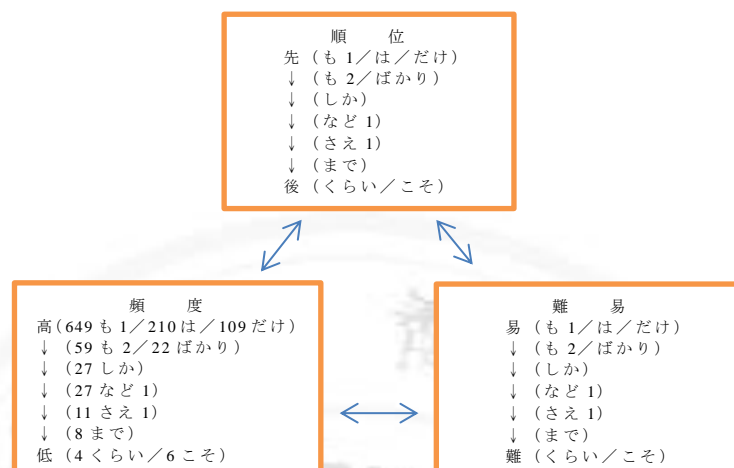 順 位
先（も 1／は／だけ）
↓（も 2／ばかり）
↓（しか）
↓（など 1）
↓（さえ 1）
↓（まで）
後（くらい／こそ）
頻 度
高（649 も 1／210 は／109 だけ）
↓（59 も 2／22 ばかり）
↓（27 しか）
↓（27 など 1）
↓（11 さえ 1）
↓（8 まで）
低（4 くらい／6 こそ）
難 易
易（も 1／は／だけ）
↓（も 2／ばかり）
↓（しか）
↓（など 1）
↓（さえ 1）
↓（まで）
難（くらい／こそ）